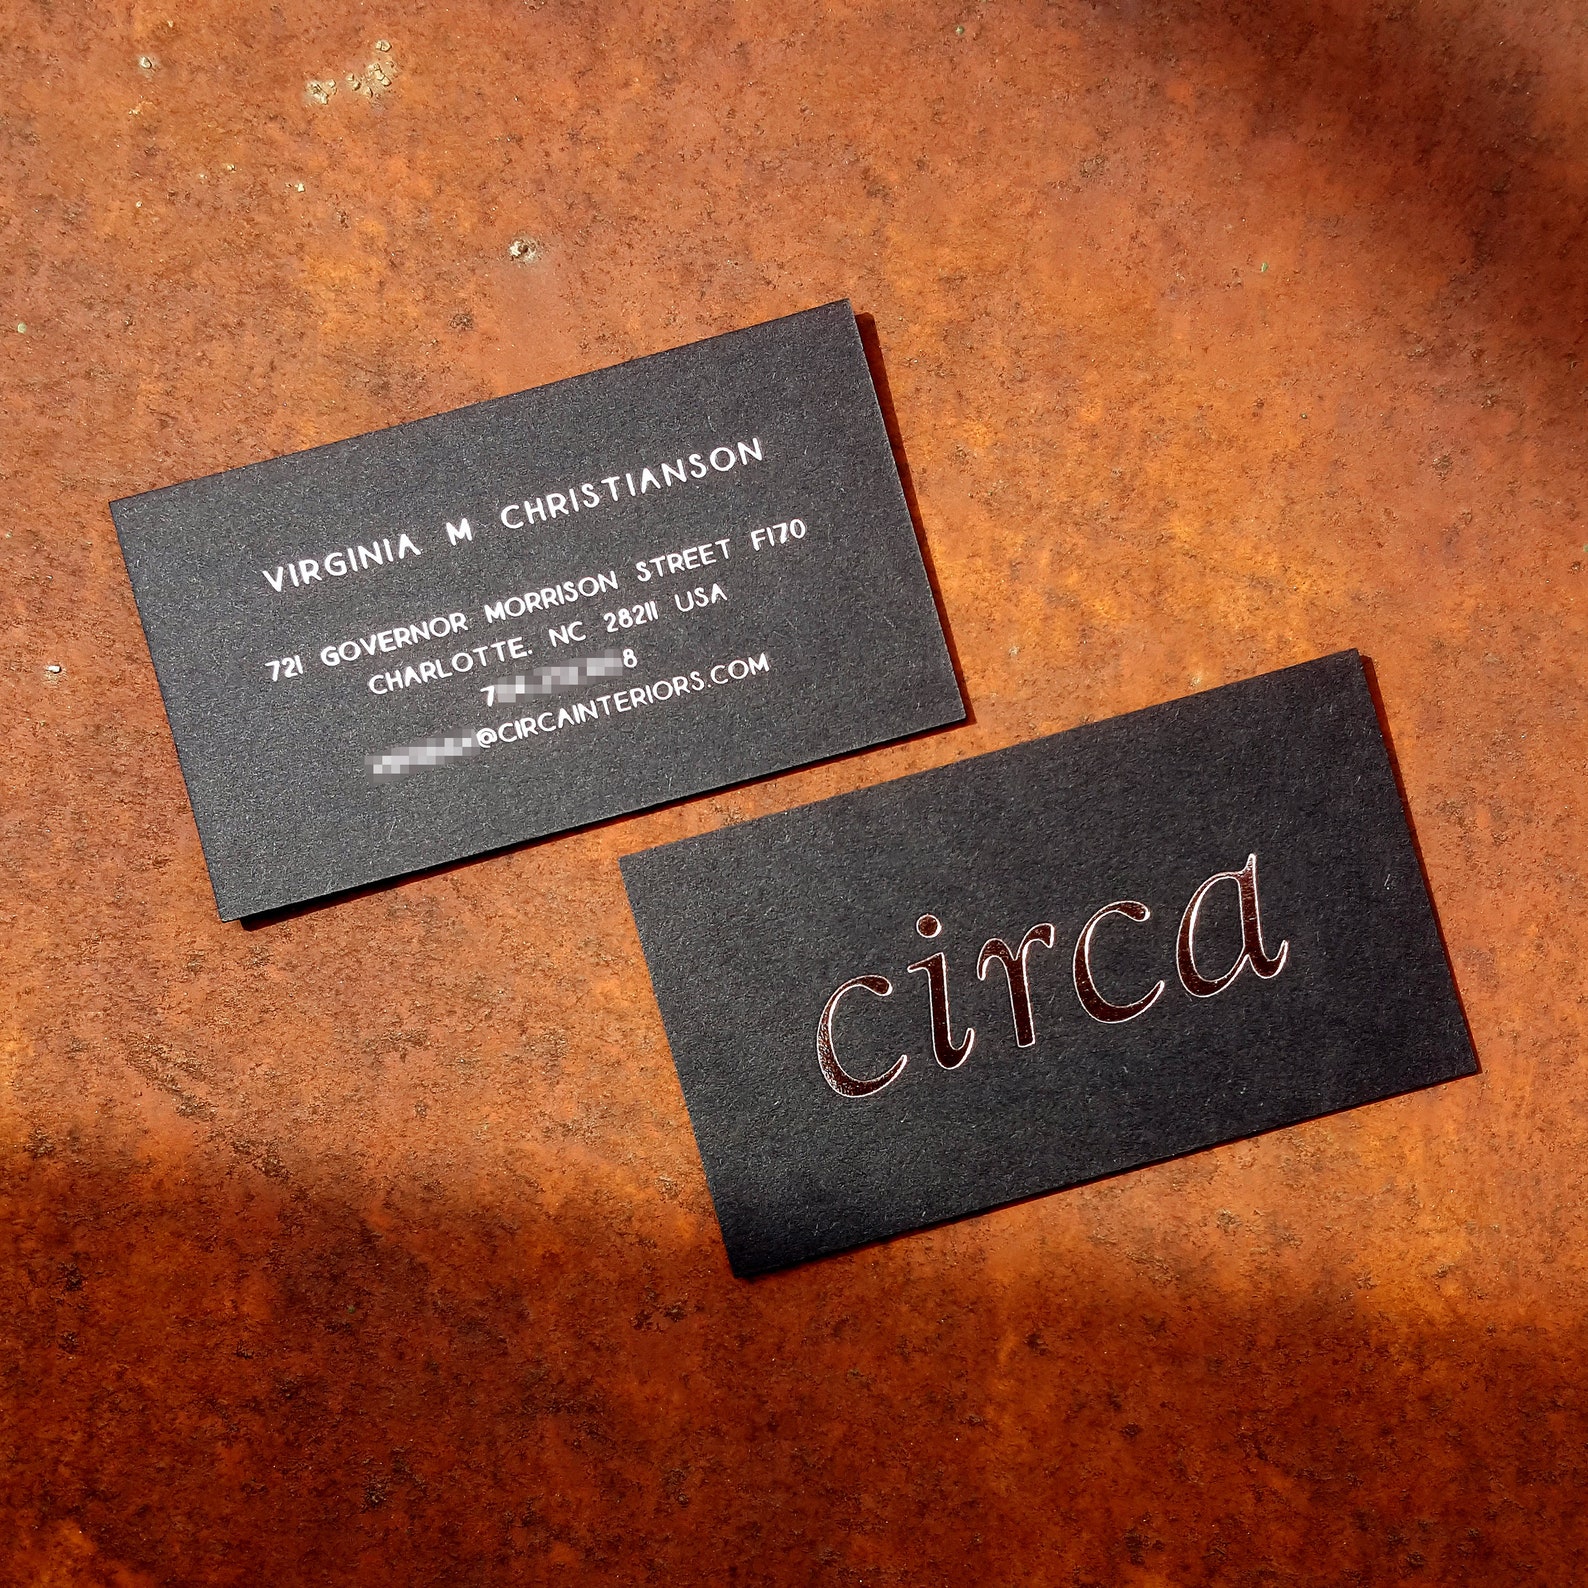 VIRGINIA M CHRISTIANSON
721 GOVERNOR MORRISON STREET F170
CHARLOTTE, NC 28211 USA
@CIRCAINTERIORS.COM
circa